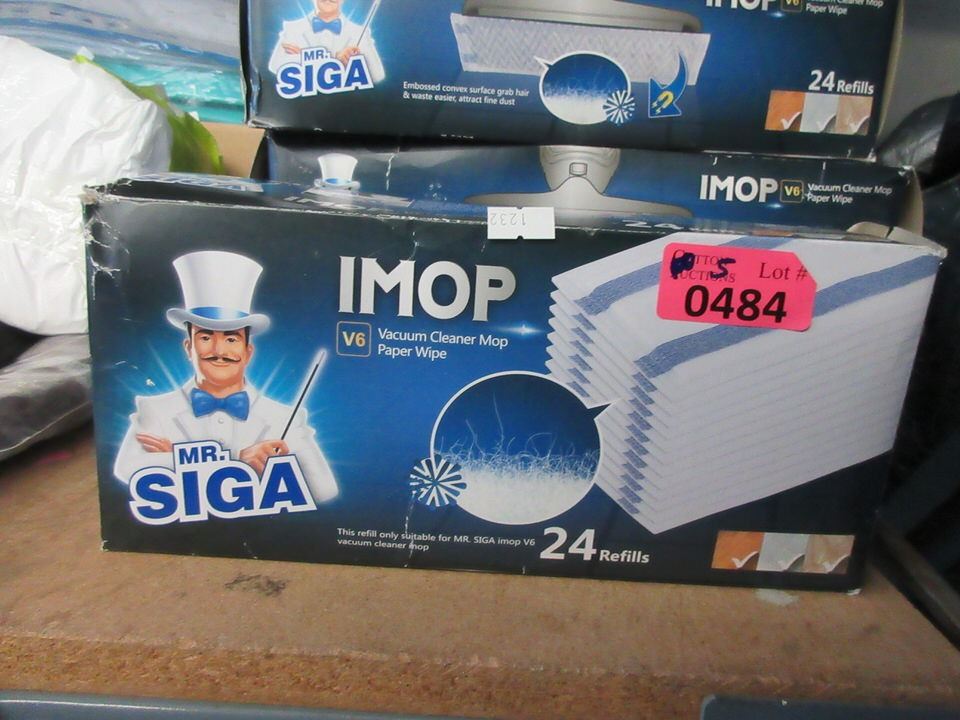 MR.
SIGA
Embossed convex surface grab hair
& waste easier, attract fine dust
IMOP V6 Vacuum Cleaner Mop
Paper Wipe
24 Refills
IMOP V6 Vacuum Cleaner Mop
Paper Wipe
1232
IMOP
V6 Vacuum Cleaner Mop
Paper Wipe
5
Lot #
0484
MR.
SIGA
This refill only suitable for MR. SIGA imop V6
vacuum cleaner mop
24 Refills